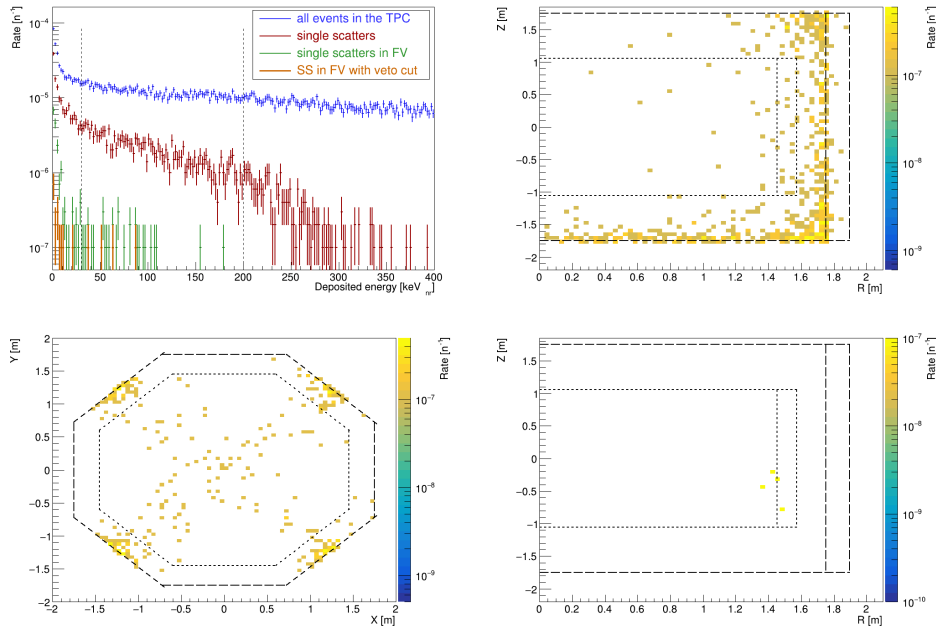 Rate [n⁻¹]
10⁻⁴
10⁻⁵
10⁻⁶
10⁻⁷
all events in the TPC
single scatters
single scatters in FV
SS in FV with veto cut
0 50 100 150 200 250 300 350 400
Deposited energy [keV_nr]
Z [m]
1.5
1
0.5
0
−0.5
−1
−1.5
−2
0 0.2 0.4 0.6 0.8 1 1.2 1.4 1.6 1.8 2
R [m]
Rate [n⁻¹]
10⁻⁷
10⁻⁸
10⁻⁹
Y [m]
2
1.5
1
0.5
0
−0.5
−1
−1.5
−2
−2 −1.5 −1 −0.5 0 0.5 1 1.5 2
X [m]
Rate [n⁻¹]
10⁻⁷
10⁻⁸
10⁻⁹
Z [m]
1.5
1
0.5
0
−0.5
−1
−1.5
−2
0 0.2 0.4 0.6 0.8 1 1.2 1.4 1.6 1.8 2
R [m]
Rate [n⁻¹]
10⁻⁷
10⁻⁸
10⁻⁹
10⁻¹⁰